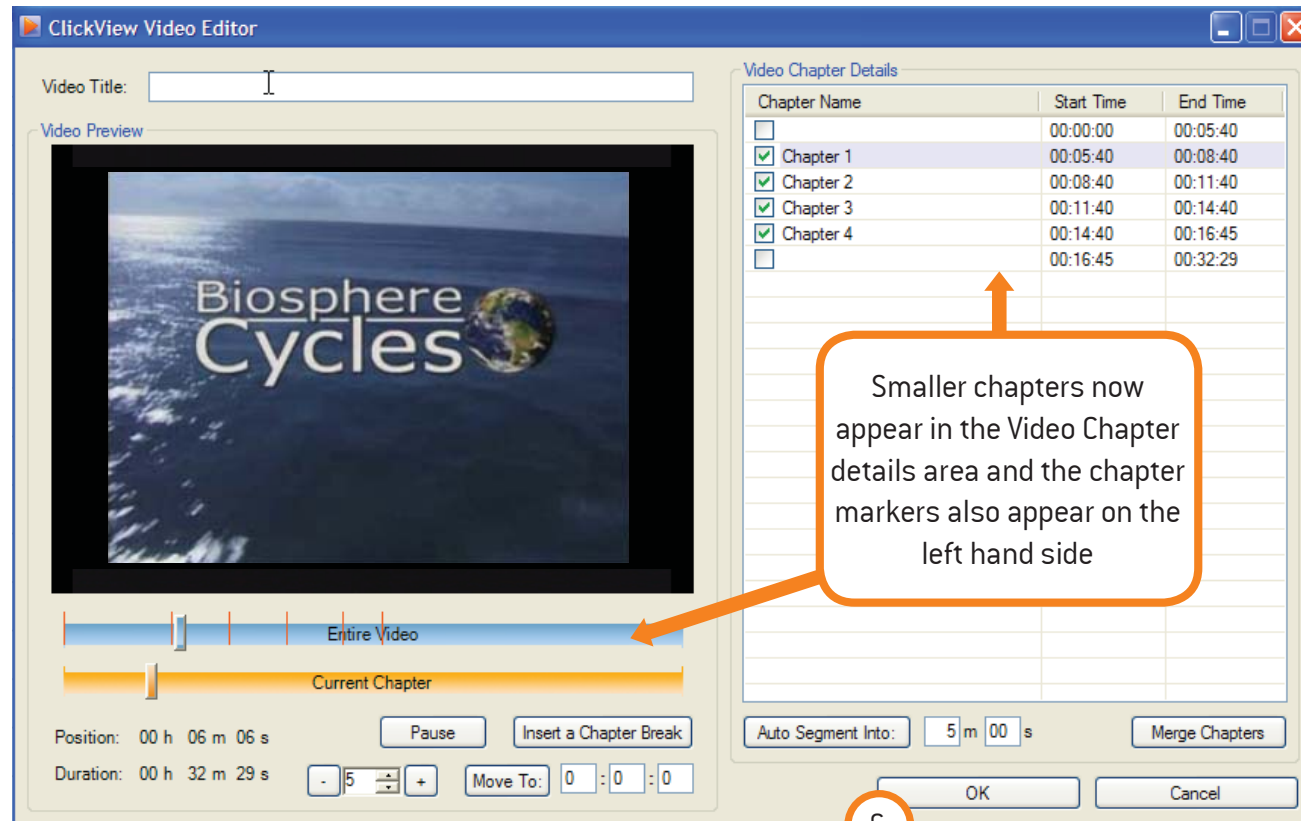 ClickView Video Editor
Video Title:
Video Preview
Biosphere
Cycles
Entire Video
Current Chapter
Position: 00 h 06 m 06 s
Pause
Insert a Chapter Break
Duration: 00 h 32 m 29 s
- 5 +
Move To: 0 : 0 : 0
Video Chapter Details
Chapter Name Start Time End Time
00:00:00 00:05:40
Chapter 1 00:05:40 00:08:40
Chapter 2 00:08:40 00:11:40
Chapter 3 00:11:40 00:14:40
Chapter 4 00:14:40 00:16:45
00:16:45 00:32:29
Smaller chapters now
appear in the Video Chapter
details area and the chapter
markers also appear on the
left hand side
Auto Segment Into: 5 m 00 s
Merge Chapters
OK
Cancel